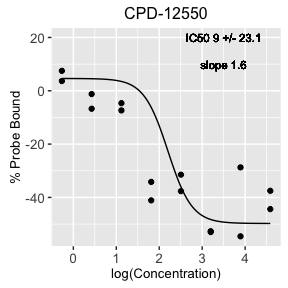 CPD-12550
IC50 9 +/- 23.1
slope 1.6
20
0
-20
-40
% Probe Bound
0
1
2
3
4
log(Concentration)